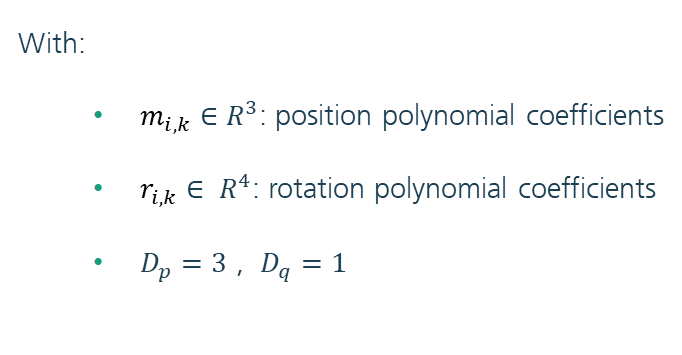 With:
• m_{i,k} ∈ R^3: position polynomial coefficients
• r_{i,k} ∈ R^4: rotation polynomial coefficients
• D_p = 3 , D_q = 1